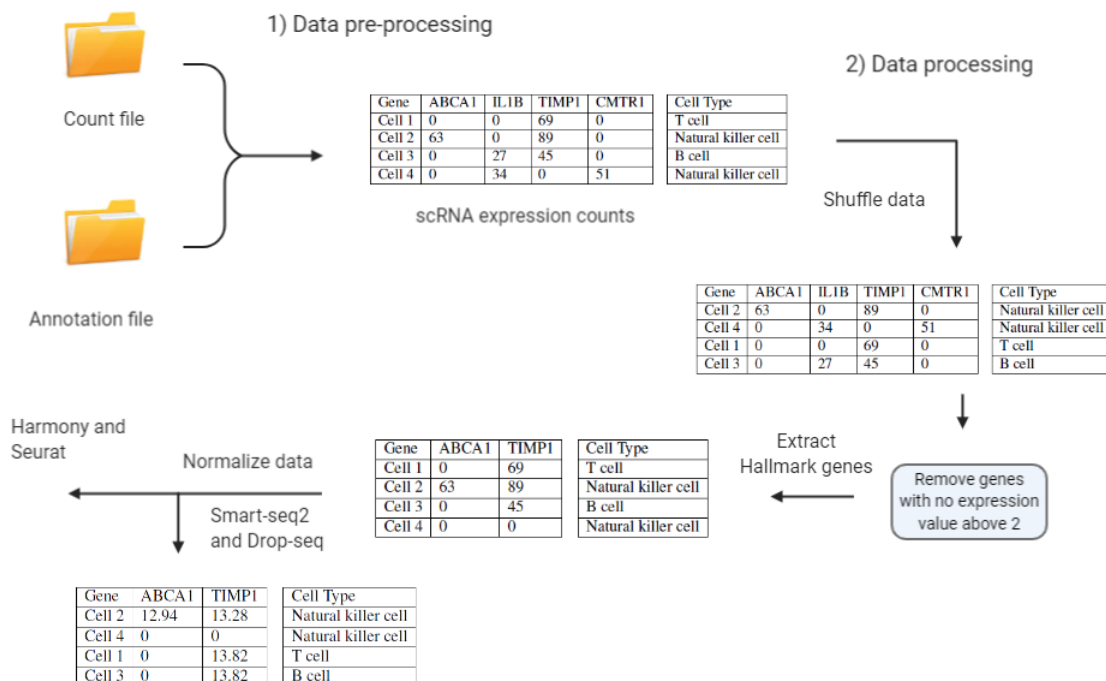 1) Data pre-processing
Count file
Annotation file
Gene ABCA1 IL1B TIMP1 CMTR1 Cell Type
Cell 1 0 0 69 0 T cell
Cell 2 63 0 89 0 Natural killer cell
Cell 3 0 27 45 0 B cell
Cell 4 0 34 0 51 Natural killer cell
scRNA expression counts
2) Data processing
Shuffle data
Gene ABCA1 IL1B TIMP1 CMTR1 Cell Type
Cell 2 63 0 89 0 Natural killer cell
Cell 4 0 34 0 51 Natural killer cell
Cell 1 0 0 69 0 T cell
Cell 3 0 27 45 0 B cell
Remove genes
with no expression
value above 2
Extract
Hallmark genes
Gene ABCA1 TIMP1 Cell Type
Cell 1 0 69 T cell
Cell 2 63 89 Natural killer cell
Cell 3 0 45 B cell
Cell 4 0 0 Natural killer cell
Normalize data
Harmony and
Seurat
Smart-seq2
and Drop-seq
Gene ABCA1 TIMP1 Cell Type
Cell 2 12.94 13.28 Natural killer cell
Cell 4 0 0 Natural killer cell
Cell 1 0 13.82 T cell
Cell 3 0 13.82 B cell